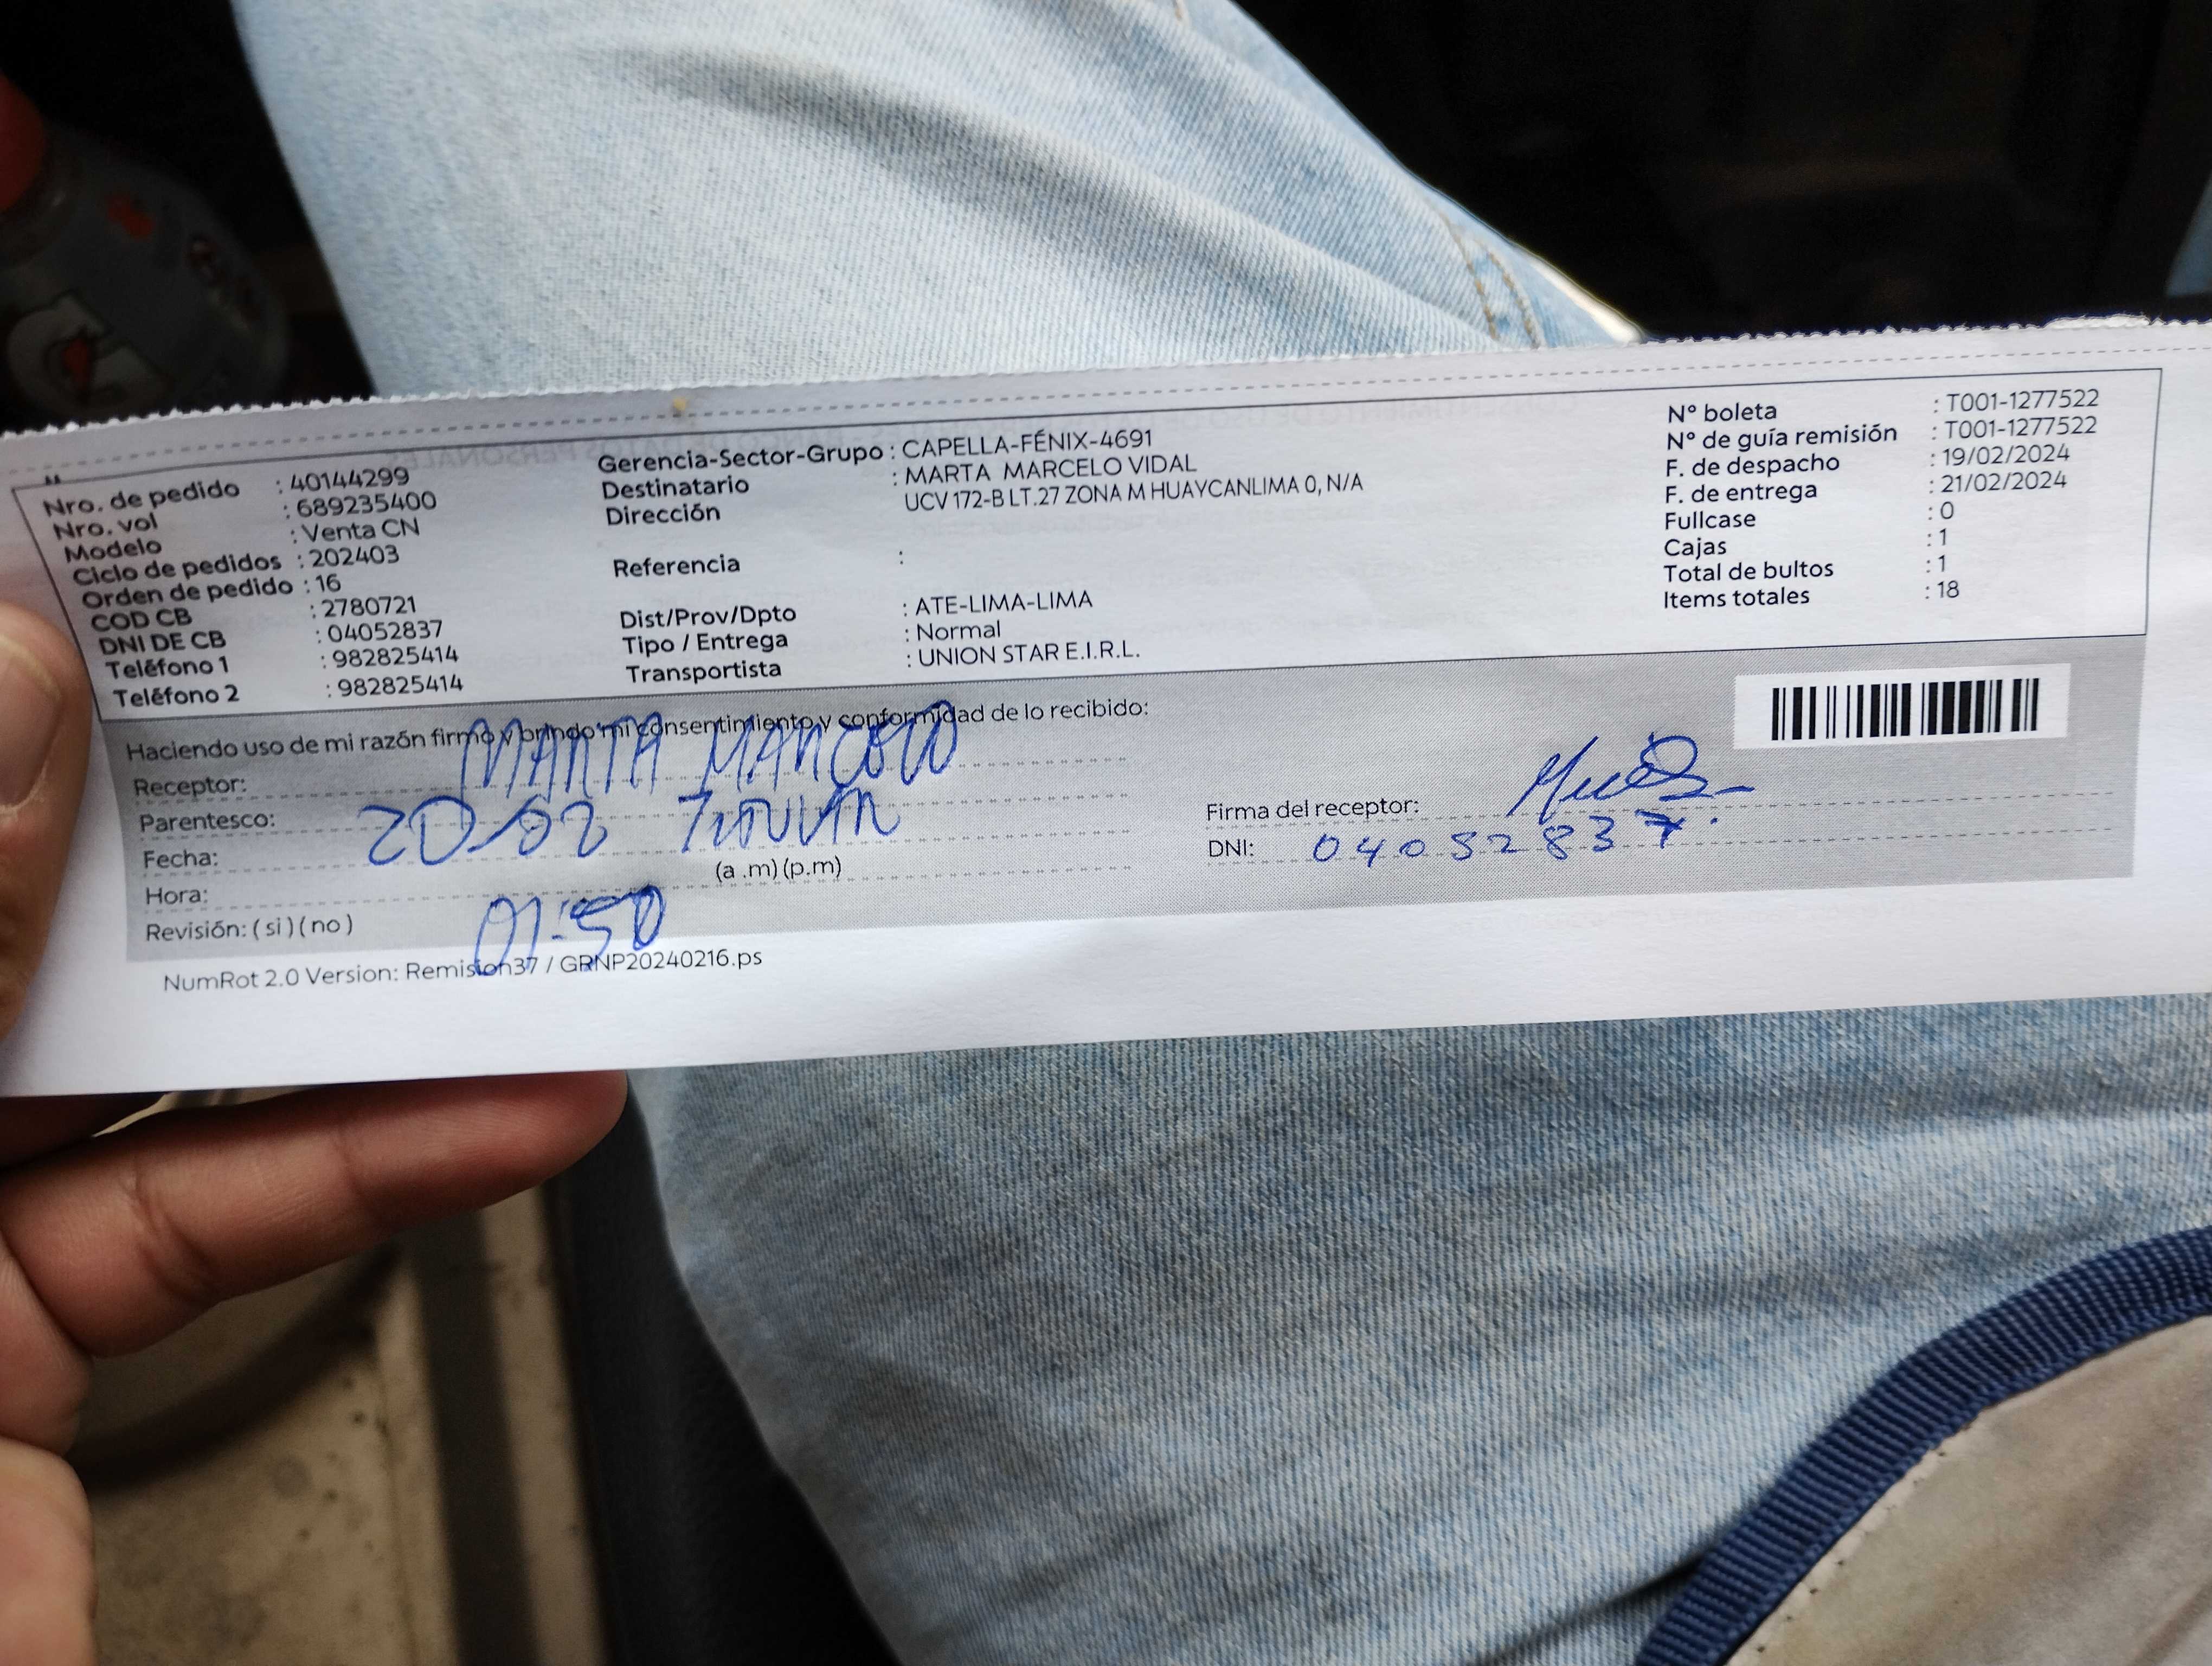 Nro. de pedido : 40144299
Nro. vol : 689235400
Modelo : Venta CN
Ciclo de pedidos : 202403
Orden de pedido : 16
COD CB : 2780721
DNI DE CB : 04052837
Teléfono 1 : 982825414
Teléfono 2 : 982825414
Gerencia-Sector-Grupo : CAPELLA-FÉNIX-4691
Destinatario : MARTA MARCELO VIDAL
Dirección UCV 172-B LT.27 ZONA M HUAYCANLIMA 0, N/A
Referencia :
Dist/Prov/Dpto : ATE-LIMA-LIMA
Tipo / Entrega : Normal
Transportista : UNION STAR E.I.R.L.
N° boleta : T001-1277522
N° de guía remisión : T001-1277522
F. de despacho : 19/02/2024
F. de entrega : 21/02/2024
Fullcase : 0
Cajas : 1
Total de bultos : 1
Items totales : 18
Haciendo uso de mi razón firmo y brindo mi consentimiento y conformidad de lo recibido:
Receptor: MARTA MARCELO
Parentesco:
Fecha: 20/02
Hora: (a .m) (p.m)
01:50
Revisión: ( si ) ( no )
Firma del receptor:
DNI: 04052837.
NumRot 2.0 Version: Remision37 / GRNP20240216.ps